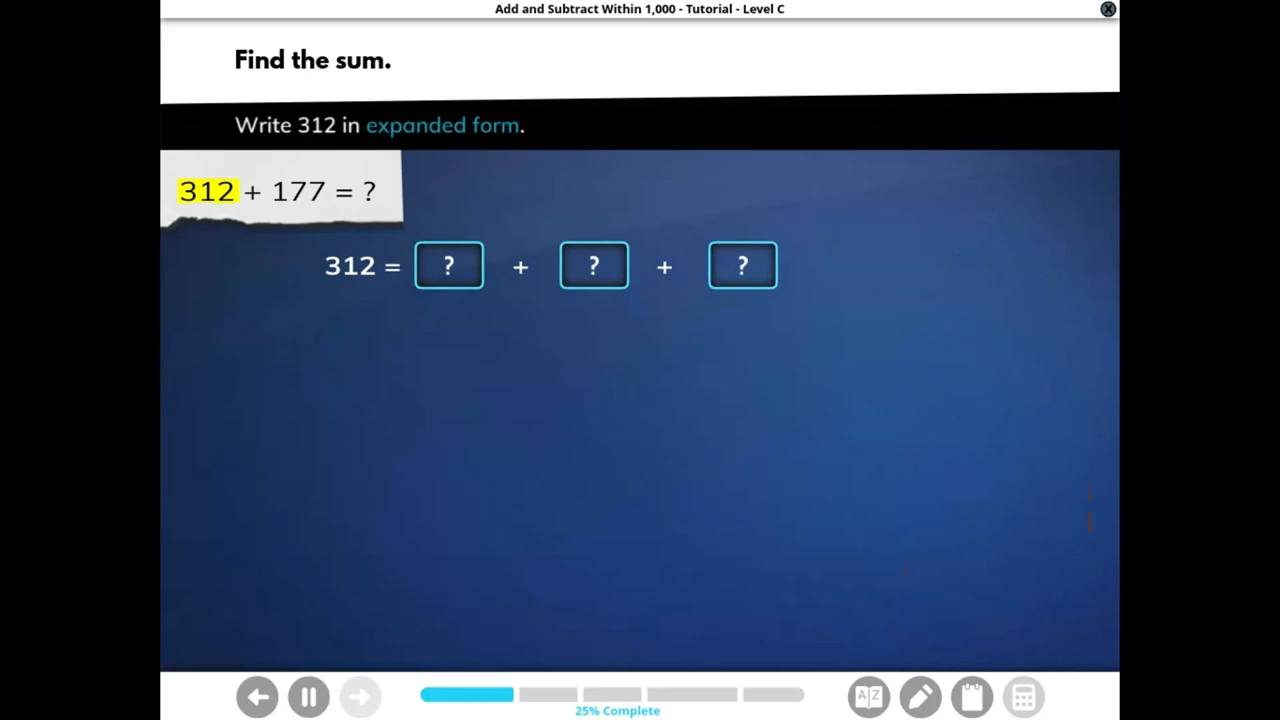 Add and Subtract Within 1,000 - Tutorial - Level C
X
Find the sum.
Write 312 in expanded form.
312 + 177 = ?
312 = ? + ? + ?
A Z
25% Complete